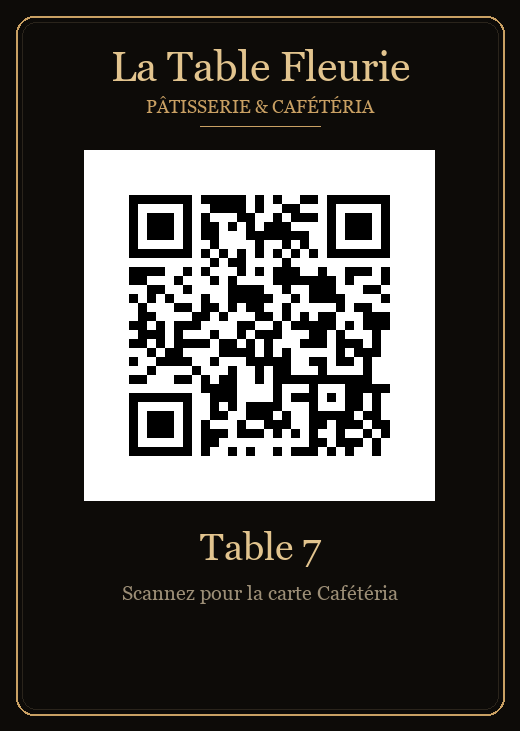 La Table Fleurie
PÂTISSERIE & CAFÉTÉRIA
Table 7
Scannez pour la carte Cafétéria